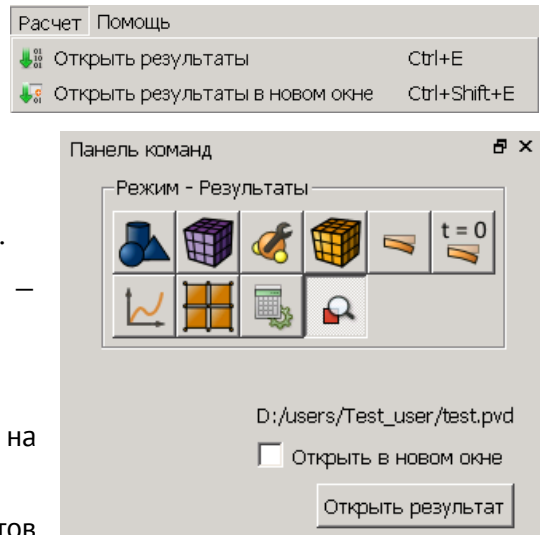 Расчет Помощь
Открыть результаты Ctrl+E
Открыть результаты в новом окне Ctrl+Shift+E
Панель команд
Режим - Результаты
t = 0
.
–
D:/users/Test_user/test.pvd
на
Открыть в новом окне
Открыть результат